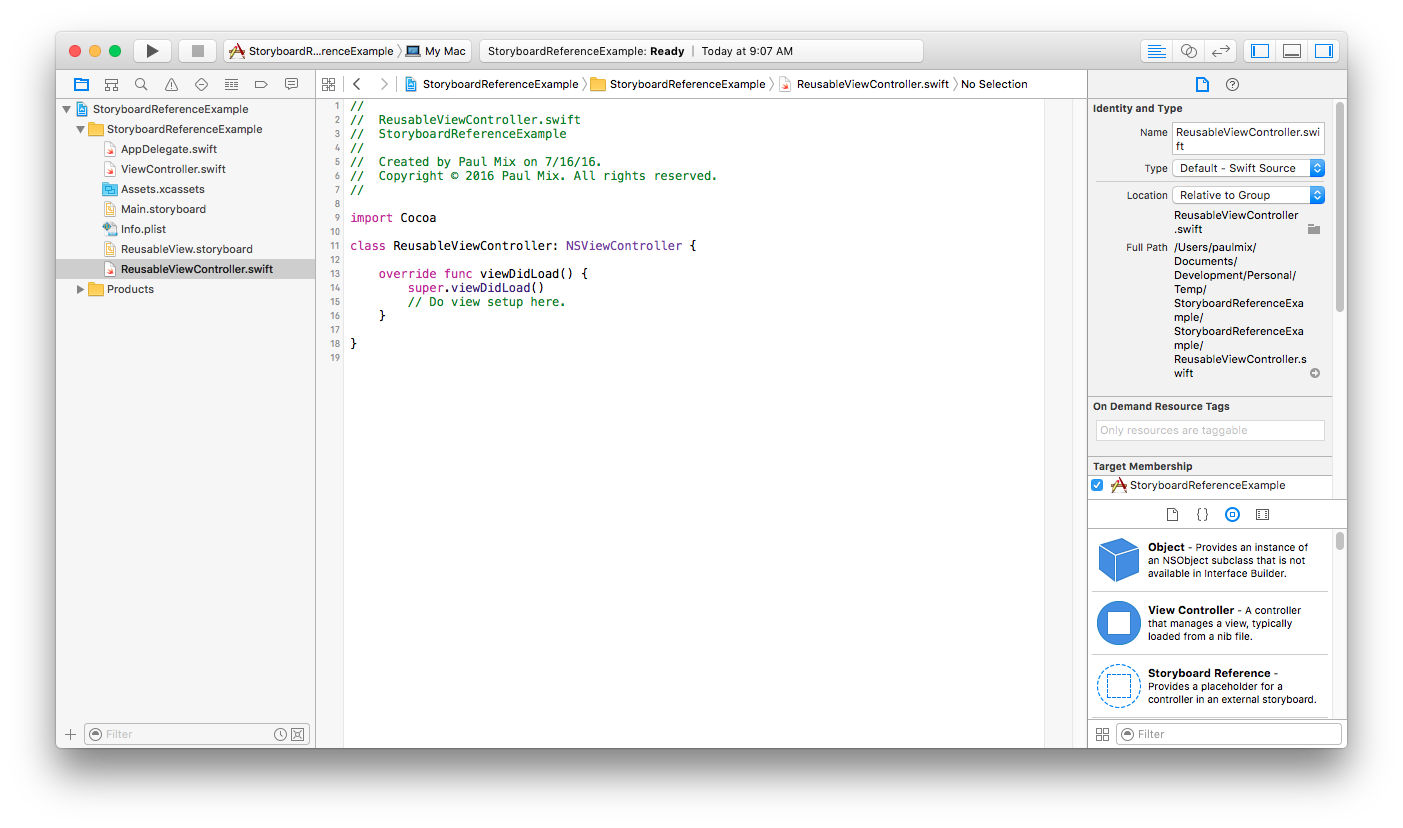 StoryboardR...renceExample
My Mac
StoryboardReferenceExample: Ready | Today at 9:07 AM
StoryboardReferenceExample
StoryboardReferenceExample
AppDelegate.swift
ViewController.swift
Assets.xcassets
Main.storyboard
Info.plist
ReusableView.storyboard
ReusableViewController.swift
Products
Filter
StoryboardReferenceExample
StoryboardReferenceExample
ReusableViewController.swift
No Selection
1 //
2 //  ReusableViewController.swift
3 //  StoryboardReferenceExample
4 //
5 //  Created by Paul Mix on 7/16/16.
6 //  Copyright © 2016 Paul Mix. All rights reserved.
7 //
8
9 import Cocoa
10
11 class ReusableViewController: NSViewController {
12
13     override func viewDidLoad() {
14         super.viewDidLoad()
15         // Do view setup here.
16     }
17
18 }
19
Identity and Type
Name ReusableViewController.swi
ft
Type Default - Swift Source
Location Relative to Group
ReusableViewController
.swift
Full Path /Users/paulmix/
Documents/
Development/Personal/
Temp/
StoryboardReferenceExa
mple/
StoryboardReferenceExa
mple/
ReusableViewController.s
wift
On Demand Resource Tags
Only resources are taggable
Target Membership
StoryboardReferenceExample
{}
Object - Provides an instance of
an NSObject subclass that is not
available in Interface Builder.
View Controller - A controller
that manages a view, typically
loaded from a nib file.
Storyboard Reference -
Provides a placeholder for a
controller in an external storyboard.
Filter